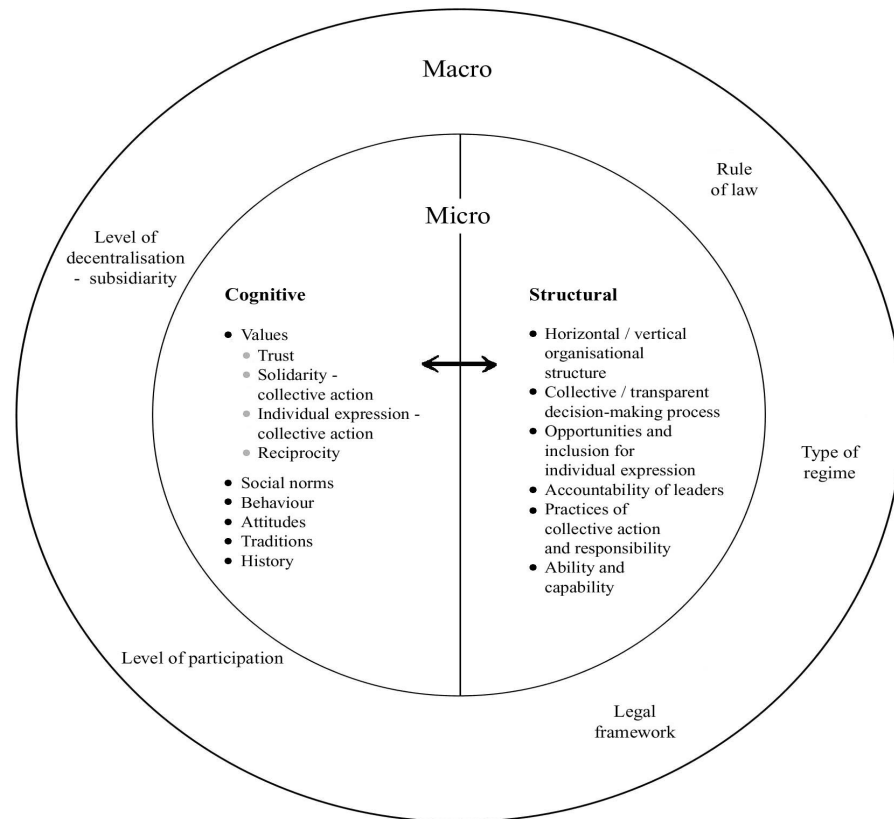 Macro
Rule
of law
Micro
Level of
decentralisation
- subsidiarity
Cognitive
• Values
• Trust
• Solidarity -
collective action
• Individual expression -
collective action
• Reciprocity
• Social norms
• Behaviour
• Attitudes
• Traditions
• History
Structural
• Horizontal / vertical
organisational
structure
• Collective / transparent
decision-making process
• Opportunities and
inclusion for
individual expression
• Accountability of leaders
• Practices of
collective action
and responsibility
• Ability and
capability
Type of
regime
Level of participation
Legal
framework